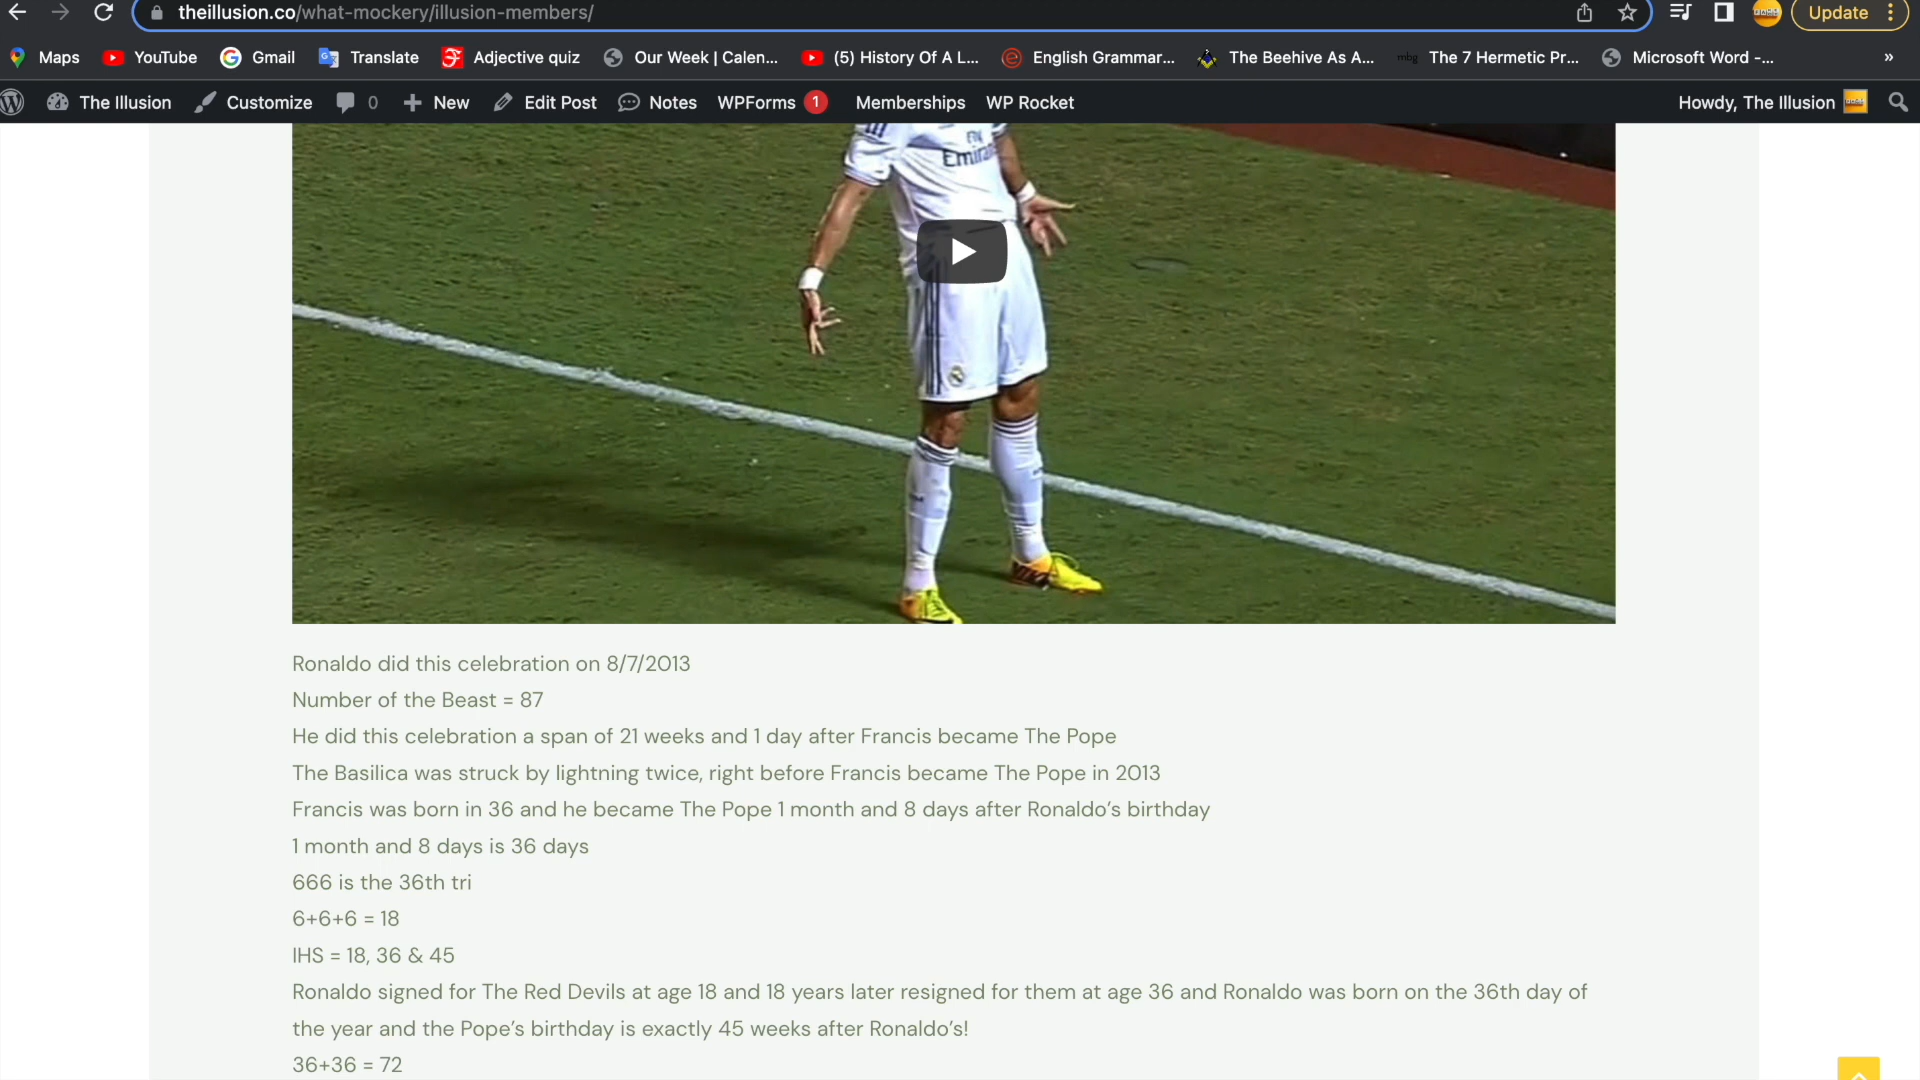 theillusion.co/what-mockery/illusion-members/
Update
Maps YouTube Gmail Translate Adjective quiz Our Week | Calen... (5) History Of A L... English Grammar... The Beehive As A... mbg The 7 Hermetic Pr... Microsoft Word -... »
The Illusion Customize 0 New Edit Post Notes WPForms 1 Memberships WP Rocket Howdy, The Illusion
Fly
Emirates
Ronaldo did this celebration on 8/7/2013
Number of the Beast = 87
He did this celebration a span of 21 weeks and 1 day after Francis became The Pope
The Basilica was struck by lightning twice, right before Francis became The Pope in 2013
Francis was born in 36 and he became The Pope 1 month and 8 days after Ronaldo’s birthday
1 month and 8 days is 36 days
666 is the 36th tri
6+6+6 = 18
IHS = 18, 36 & 45
Ronaldo signed for The Red Devils at age 18 and 18 years later resigned for them at age 36 and Ronaldo was born on the 36th day of
the year and the Pope’s birthday is exactly 45 weeks after Ronaldo’s!
36+36 = 72